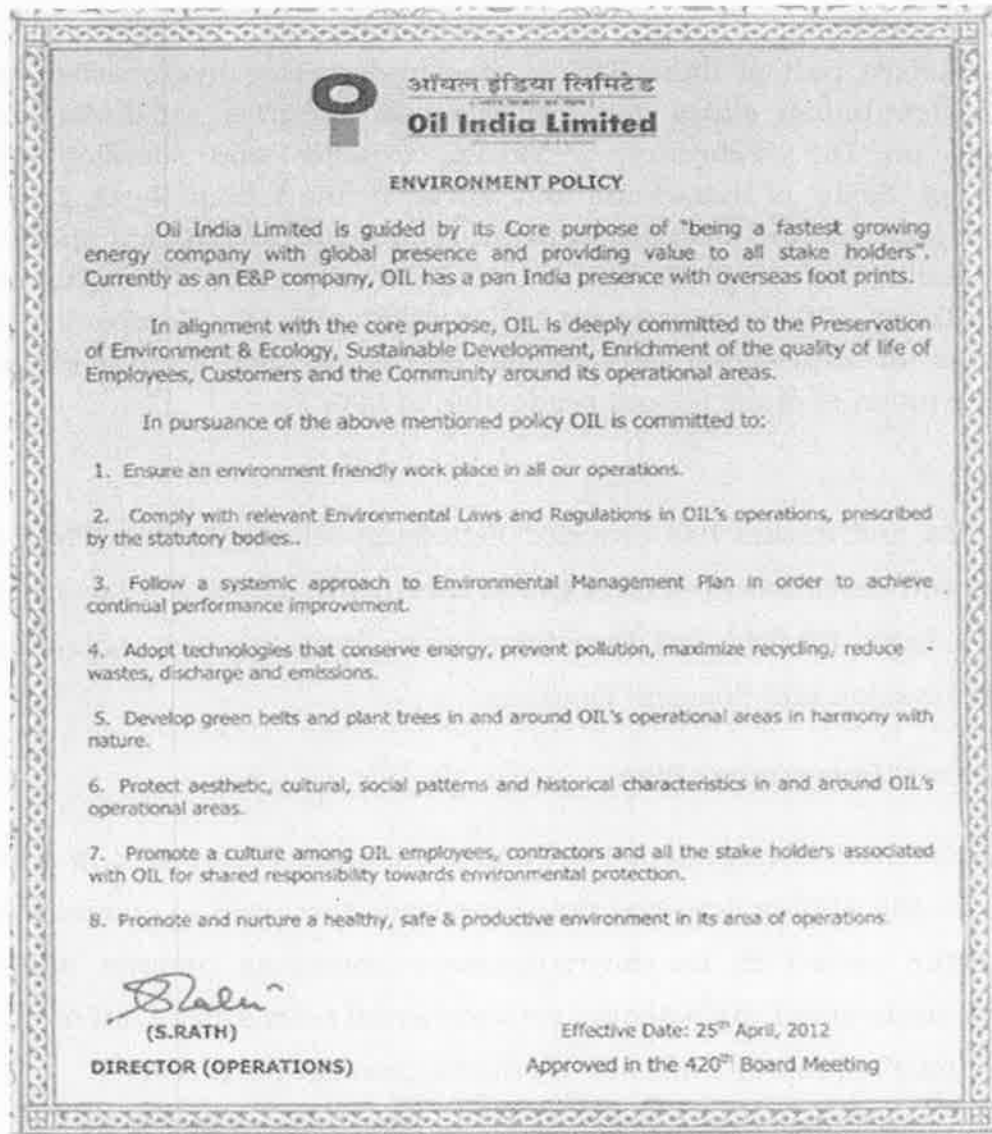 ऑयल इंडिया लिमिटेड
Oil India Limited
ENVIRONMENT POLICY
Oil India Limited is guided by its Core purpose of "being a fastest growing
energy company with global presence and providing value to all stake holders".
Currently as an E&P company, OIL has a pan India presence with overseas foot prints.
In alignment with the core purpose, OIL is deeply committed to the Preservation
of Environment & Ecology, Sustainable Development, Enrichment of the quality of life of
Employees, Customers and the Community around its operational areas.
In pursuance of the above mentioned policy OIL is committed to:
1. Ensure an environment friendly work place in all our operations.
2. Comply with relevant Environmental Laws and Regulations in OIL's operations, prescribed
by the statutory bodies..
3. Follow a systemic approach to Environmental Management Plan in order to achieve
continual performance improvement.
4. Adopt technologies that conserve energy, prevent pollution, maximize recycling, reduce -
wastes, discharge and emissions.
5. Develop green belts and plant trees in and around OIL's operational areas in harmony with
nature.
6. Protect aesthetic, cultural, social patterns and historical characteristics in and around OIL's
operational areas.
7. Promote a culture among OIL employees, contractors and all the stake holders associated
with OIL for shared responsibility towards environmental protection.
8. Promote and nurture a healthy, safe & productive environment in its area of operations.
(S.RATH)
DIRECTOR (OPERATIONS)
Effective Date: 25th April, 2012
Approved in the 420th Board Meeting